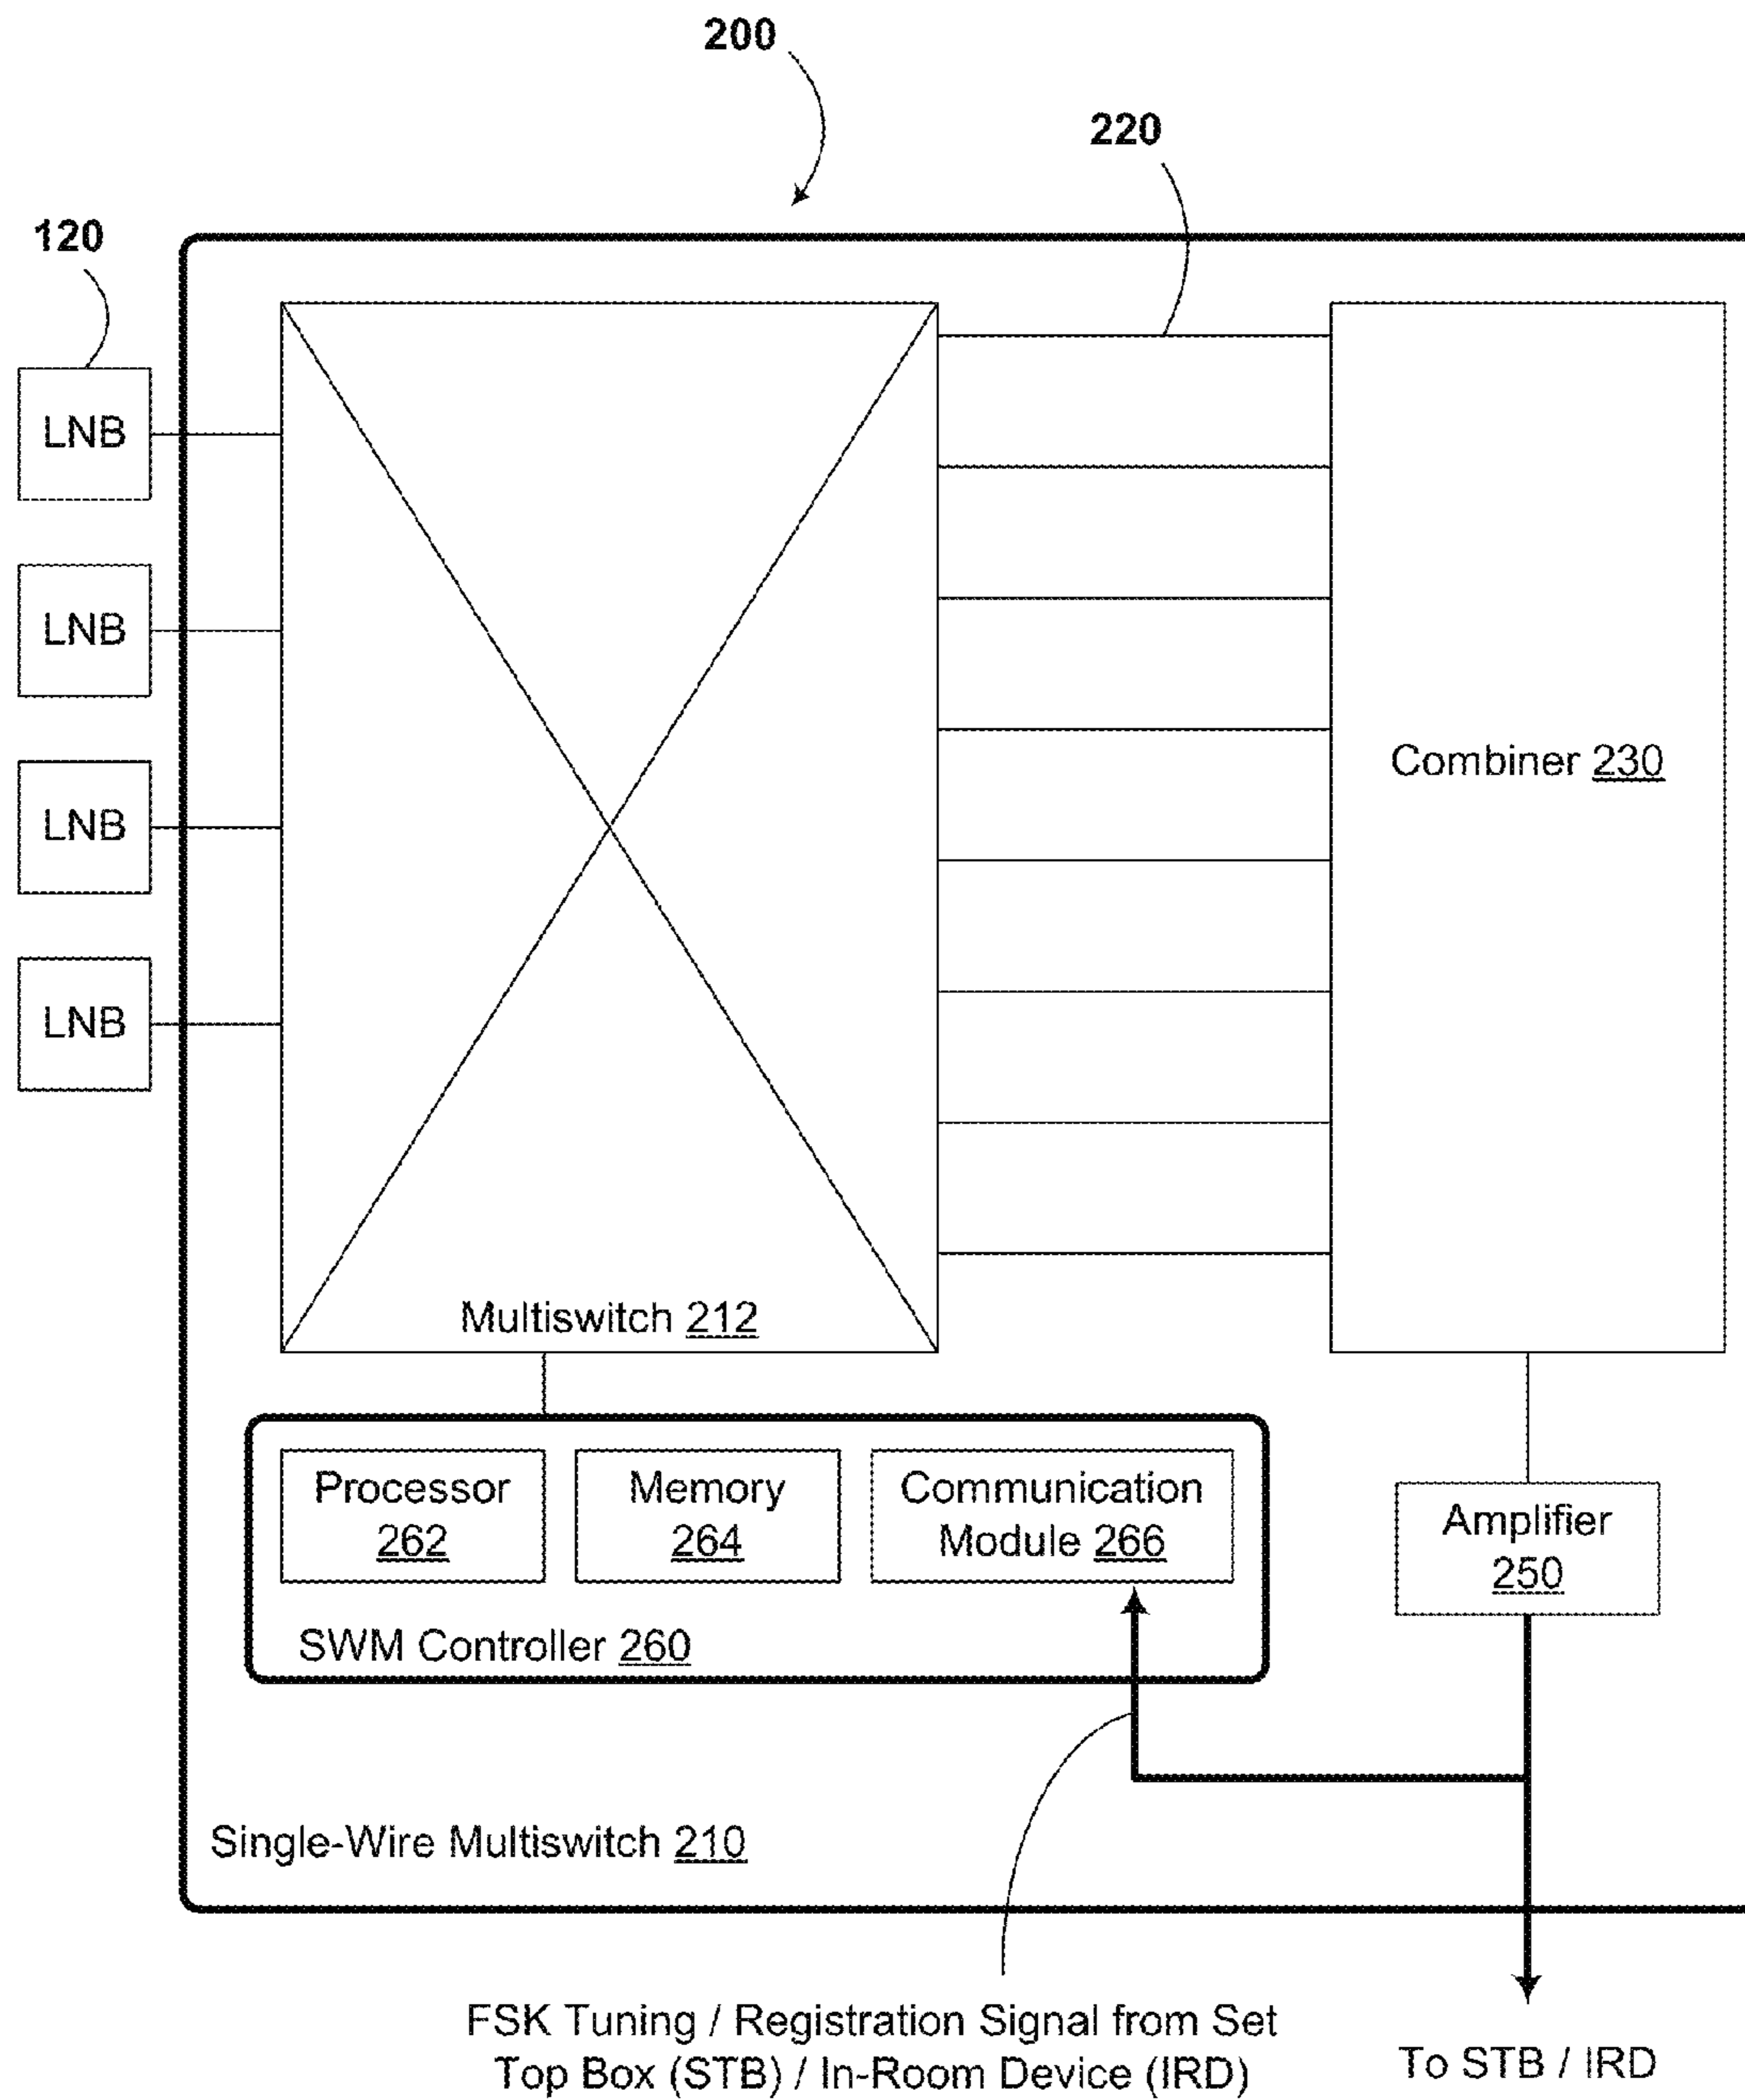 200
220
120
LNB
LNB
LNB
LNB
Combiner 230
Multiswitch 212
Processor
262
Memory
264
Communication
Module 266
Amplifier
250
SWM Controller 260
Single-Wire Multiswitch 210
FSK Tuning / Registration Signal from Set
Top Box (STB) / In-Room Device (IRD)
To STB / IRD